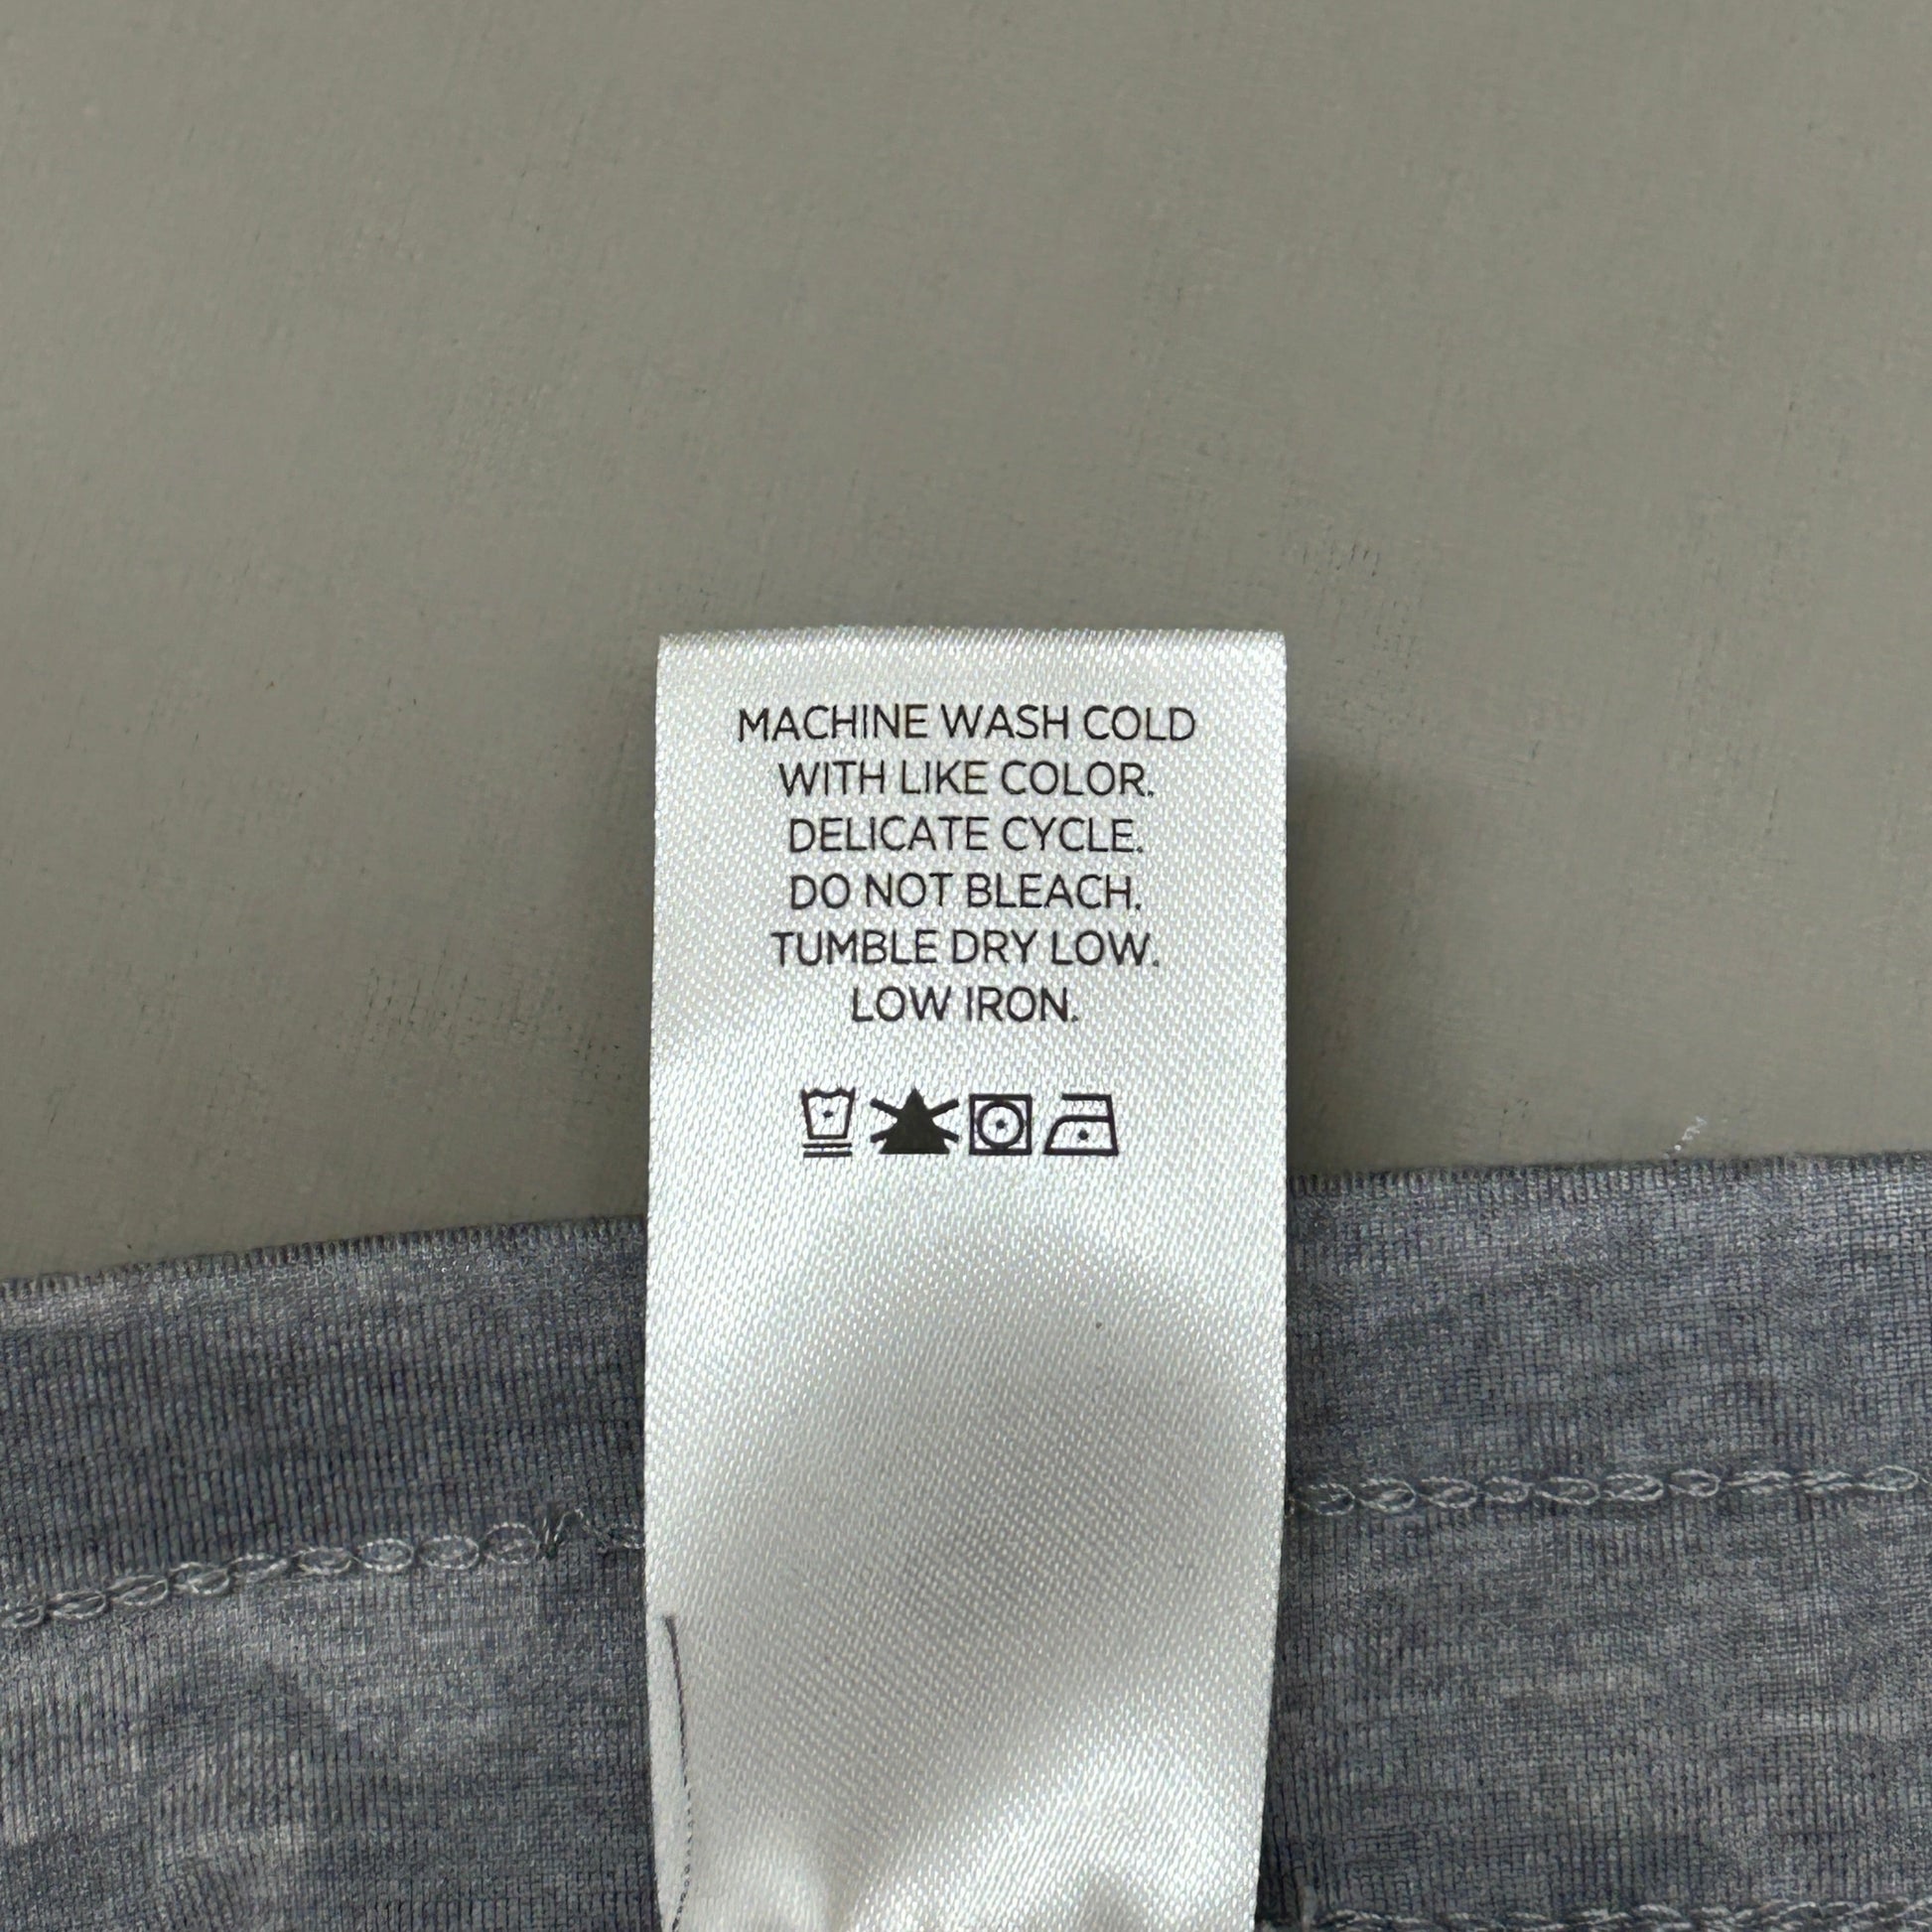 MACHINE WASH COLD
WITH LIKE COLOR.
DELICATE CYCLE.
DO NOT BLEACH.
TUMBLE DRY LOW.
LOW IRON.